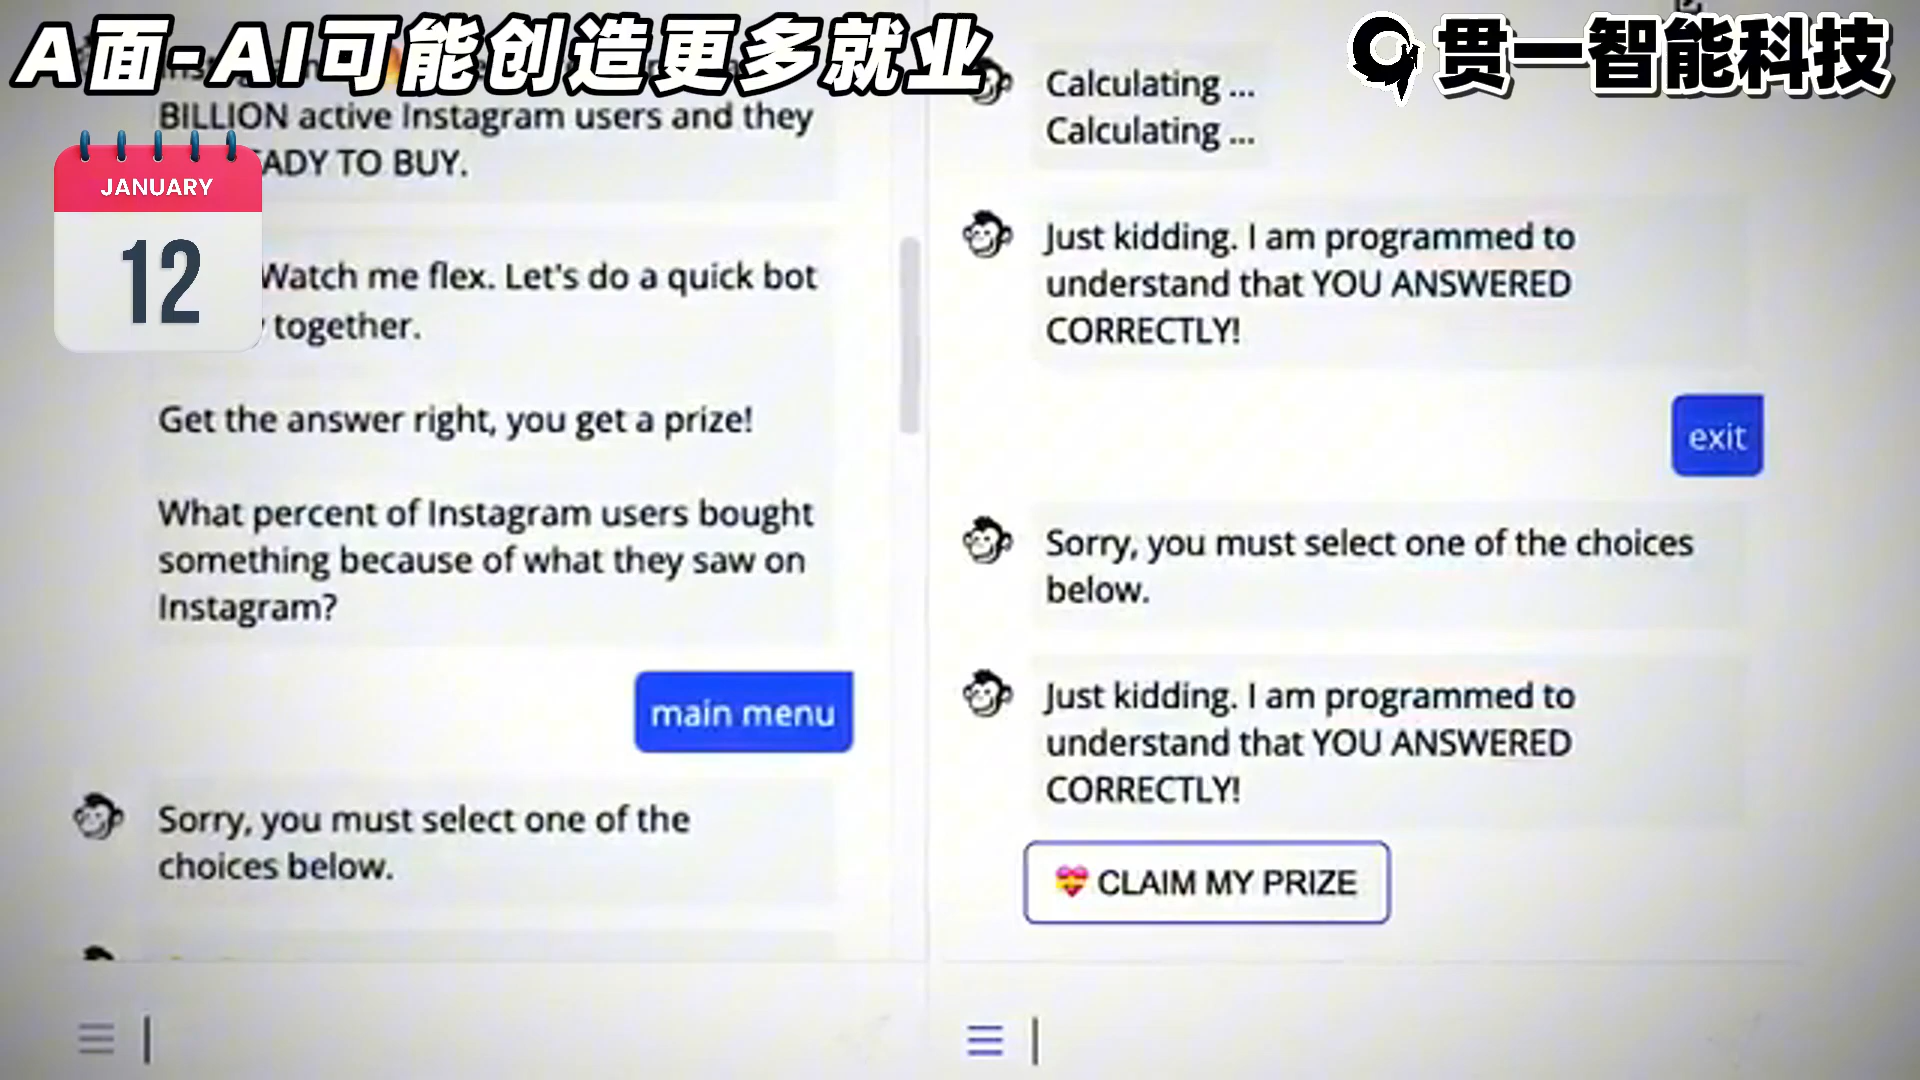 A面-AI可能创造更多就业
贯一智能科技
BILLION active Instagram users and they
READY TO BUY.
JANUARY
12
Watch me flex. Let's do a quick bot
together.
Get the answer right, you get a prize!
What percent of Instagram users bought
something because of what they saw on
Instagram?
main menu
Sorry, you must select one of the
choices below.
Calculating ...
Calculating ...
Just kidding. I am programmed to
understand that YOU ANSWERED
CORRECTLY!
exit
Sorry, you must select one of the choices
below.
Just kidding. I am programmed to
understand that YOU ANSWERED
CORRECTLY!
CLAIM MY PRIZE